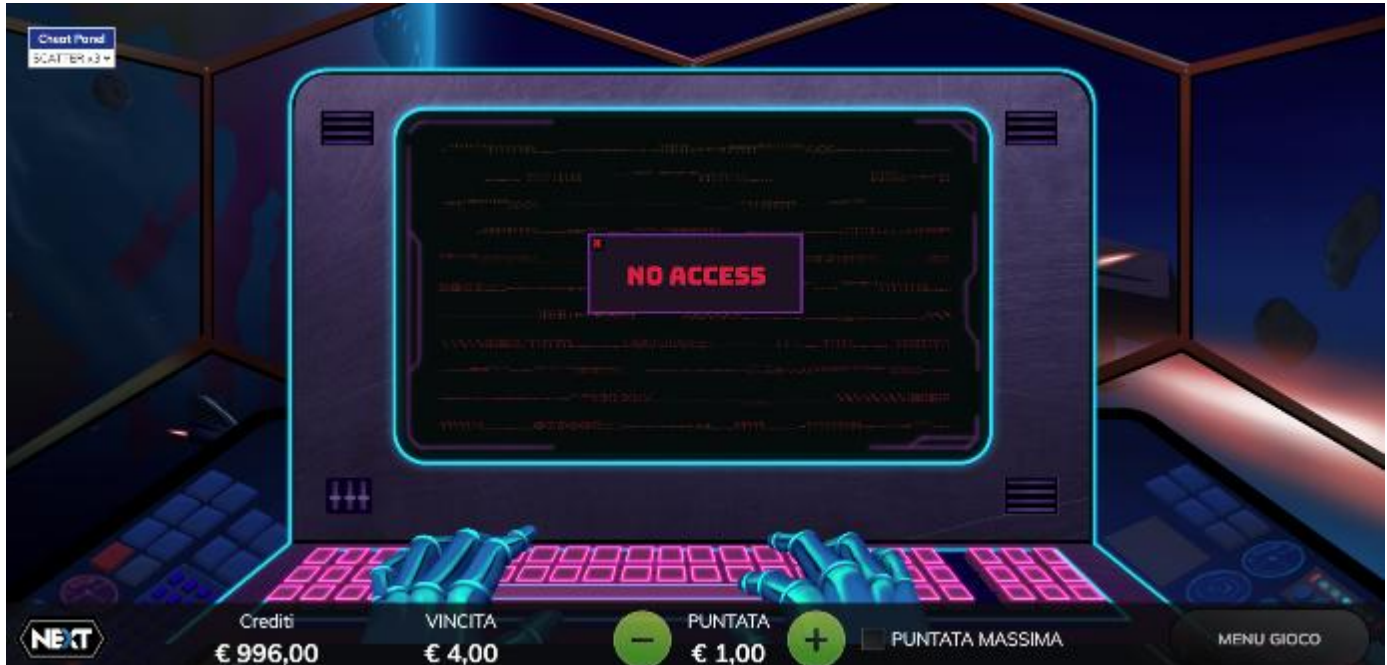 Cheat Panel
SCATTER x3
NO ACCESS
NEXT
Crediti
€ 996,00
VINCITA
€ 4,00
PUNTATA
€ 1,00
PUNTATA MASSIMA
MENU GIOCO